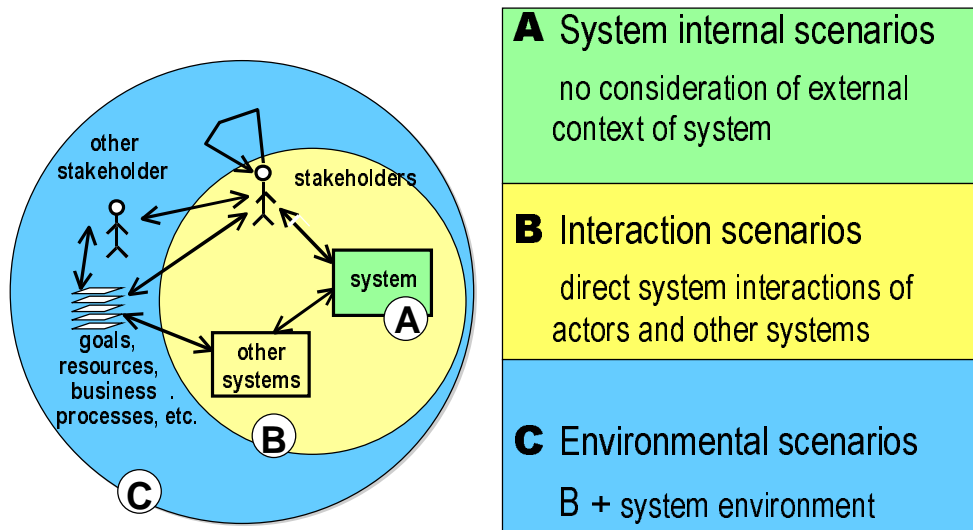 other
stakeholder
stakeholders
system
A
goals,
resources,
business .
processes, etc.
other
systems
B
C
A System internal scenarios
no consideration of external
context of system
B Interaction scenarios
direct system interactions of
actors and other systems
C Environmental scenarios
B + system environment